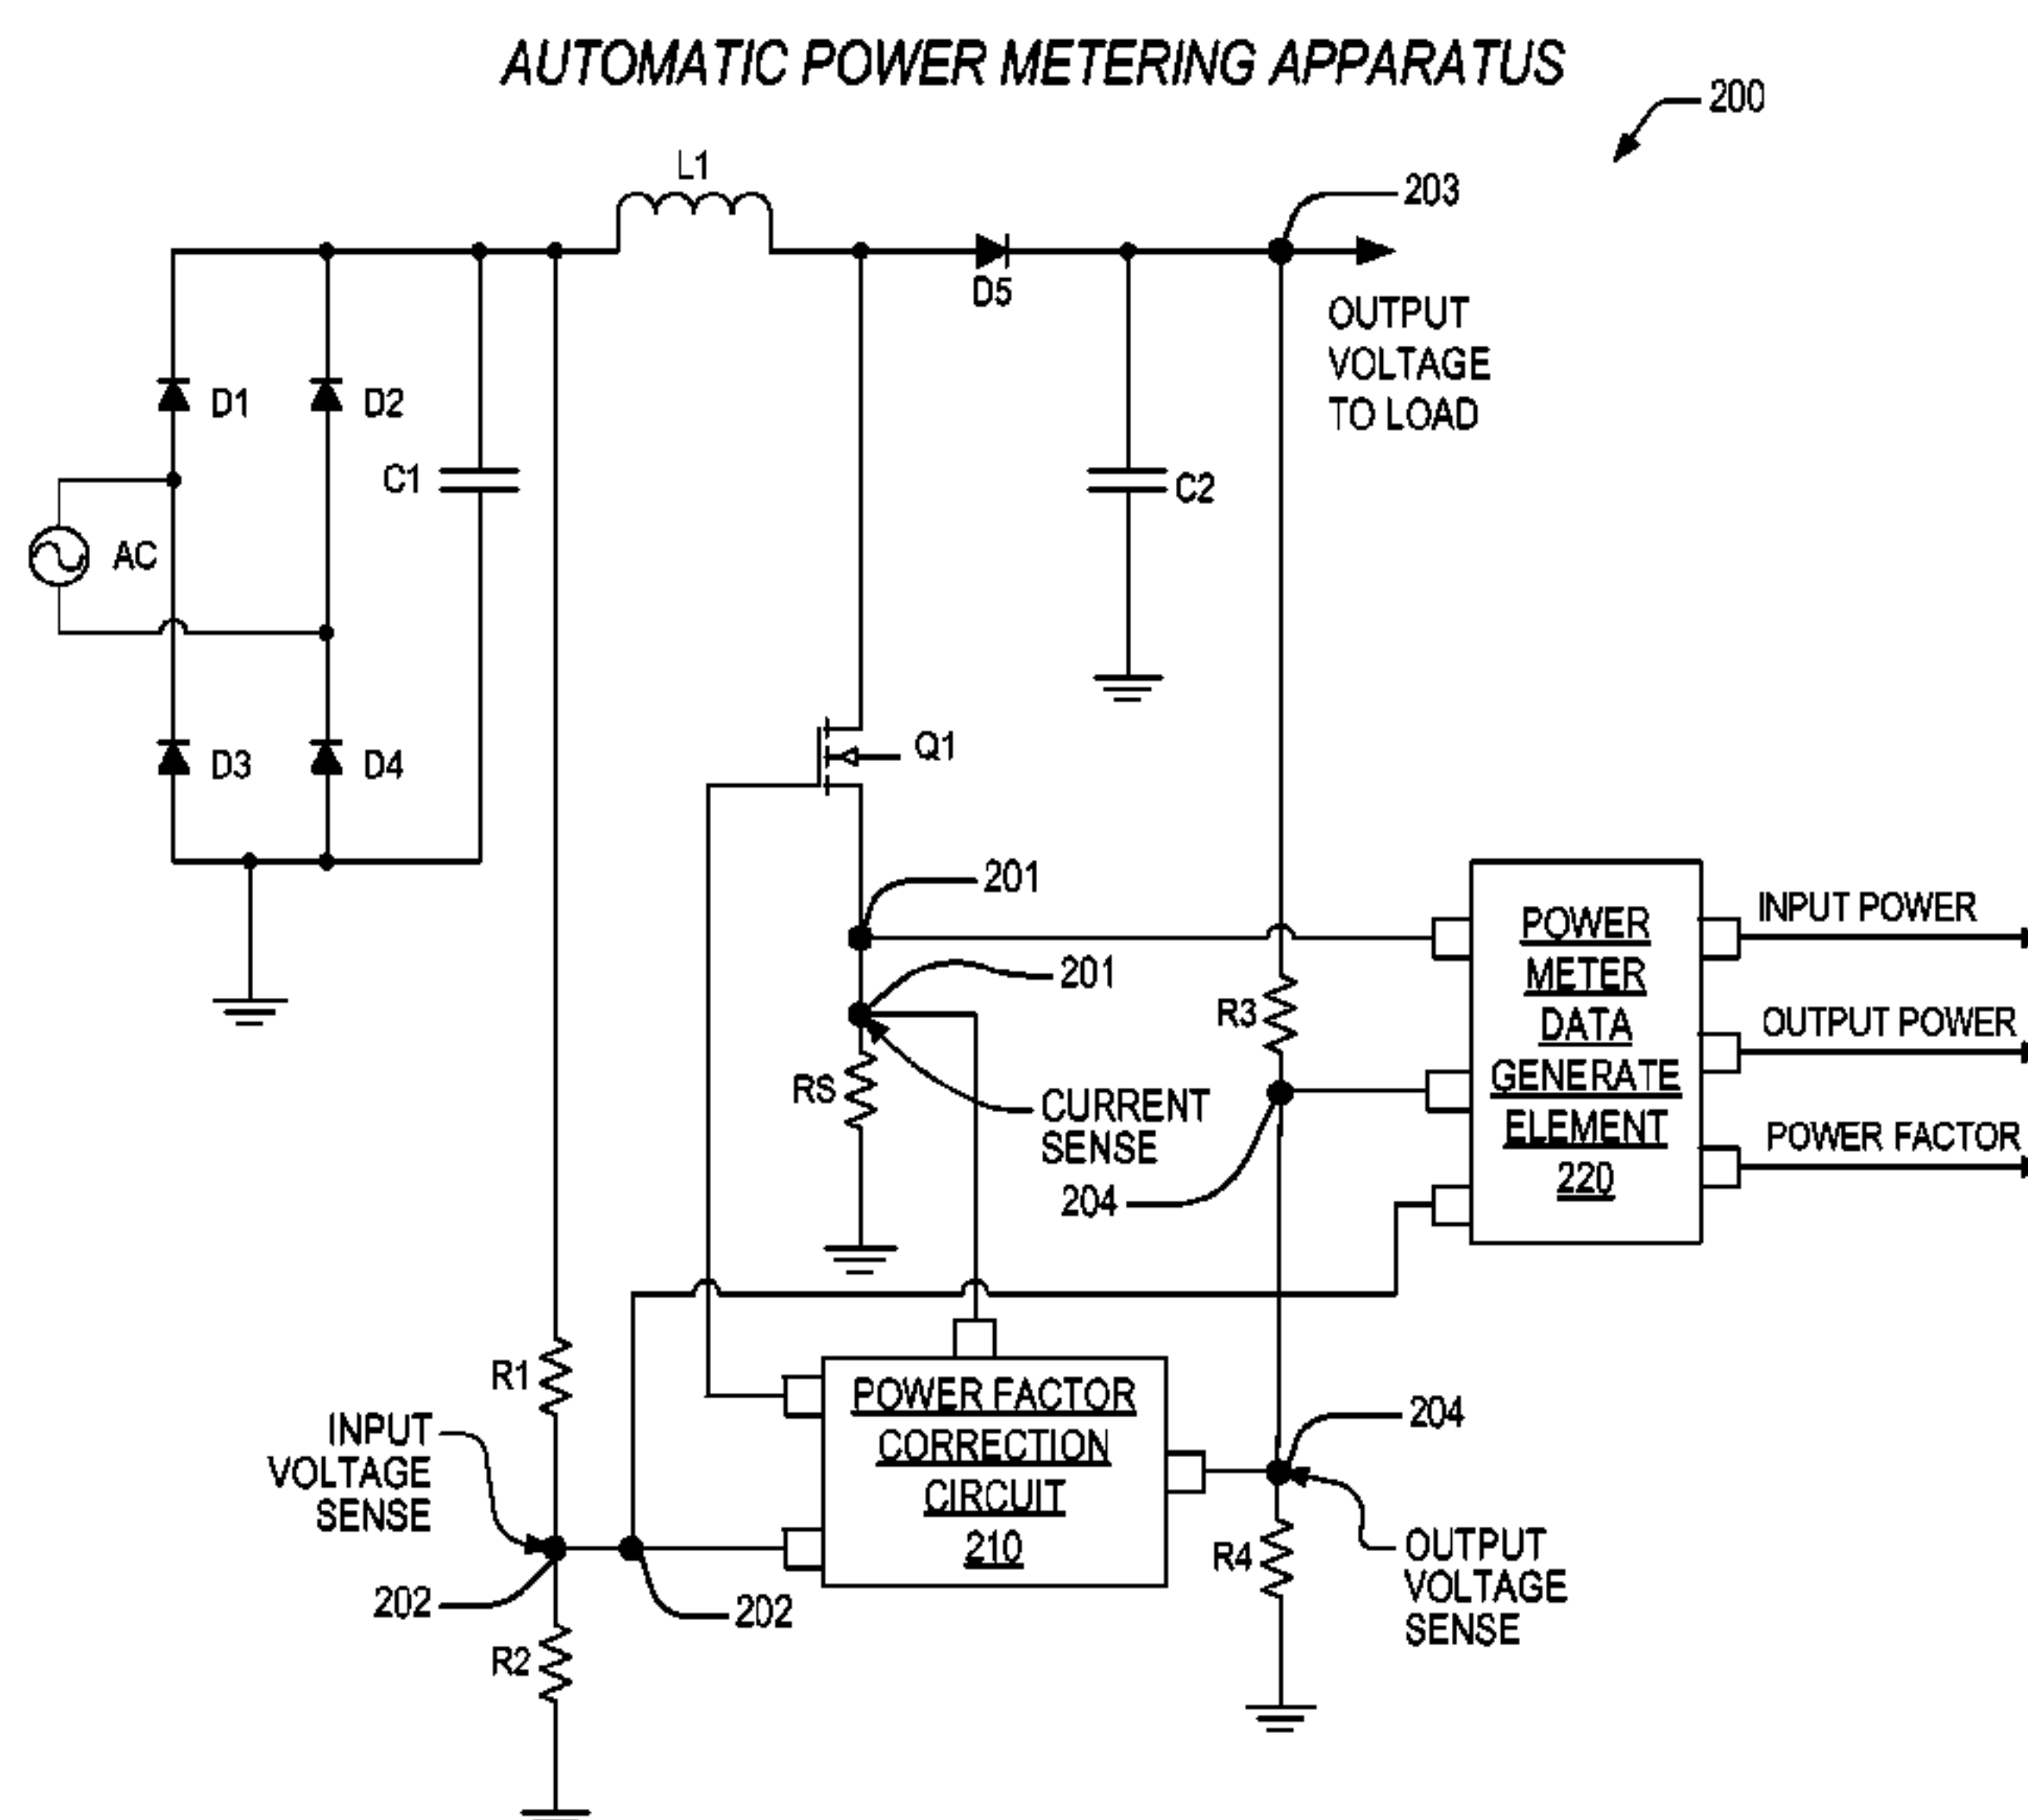 AUTOMATIC POWER METERING APPARATUS
200
L1
203
D5
OUTPUT
VOLTAGE
TO LOAD
D1
D2
C1
C2
AC
Q1
D3
D4
201
201
R3
RS
CURRENT
SENSE
204
POWER
METER
DATA
GENERATE
ELEMENT
220
INPUT POWER
OUTPUT POWER
POWER FACTOR
R1
INPUT
VOLTAGE
SENSE
POWER FACTOR
CORRECTION
CIRCUIT
210
204
R4
OUTPUT
VOLTAGE
SENSE
202
202
R2